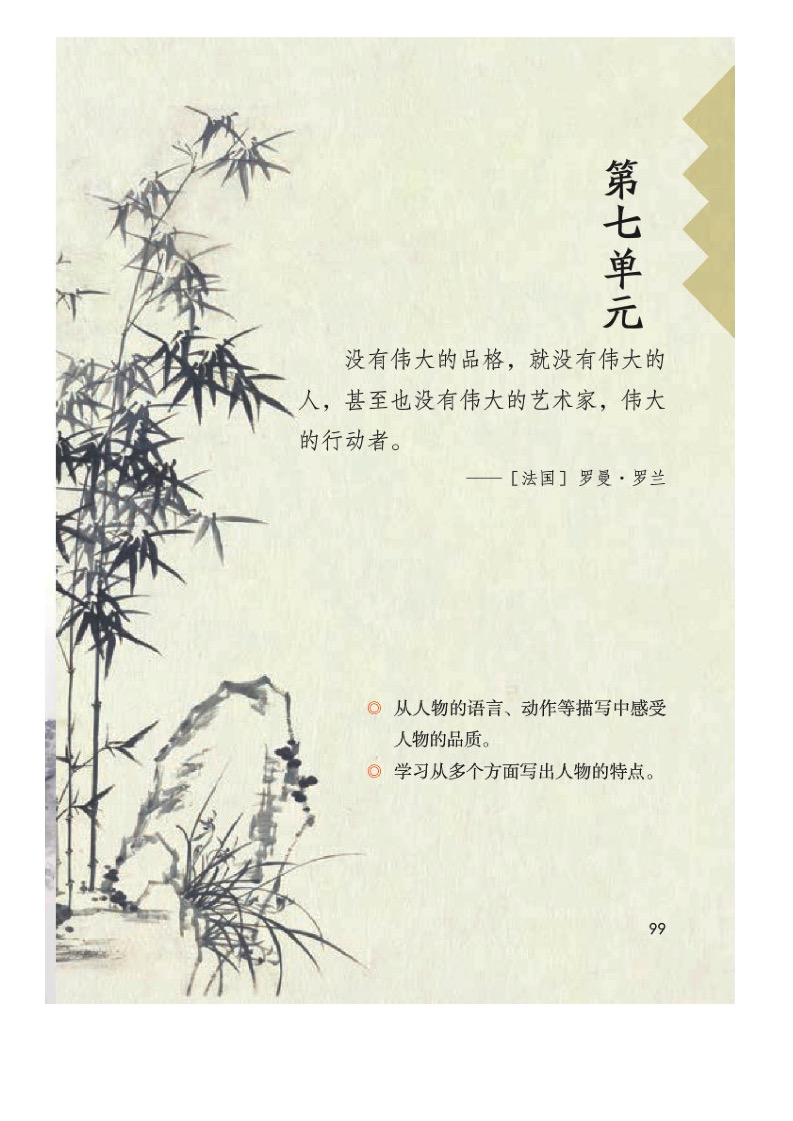 第七单元
没有伟大的品格，就没有伟大的
人，甚至也没有伟大的艺术家，伟大
的行动者。
——［法国］罗曼·罗兰
◎ 从人物的语言、动作等描写中感受
人物的品质。
◎ 学习从多个方面写出人物的特点。
99